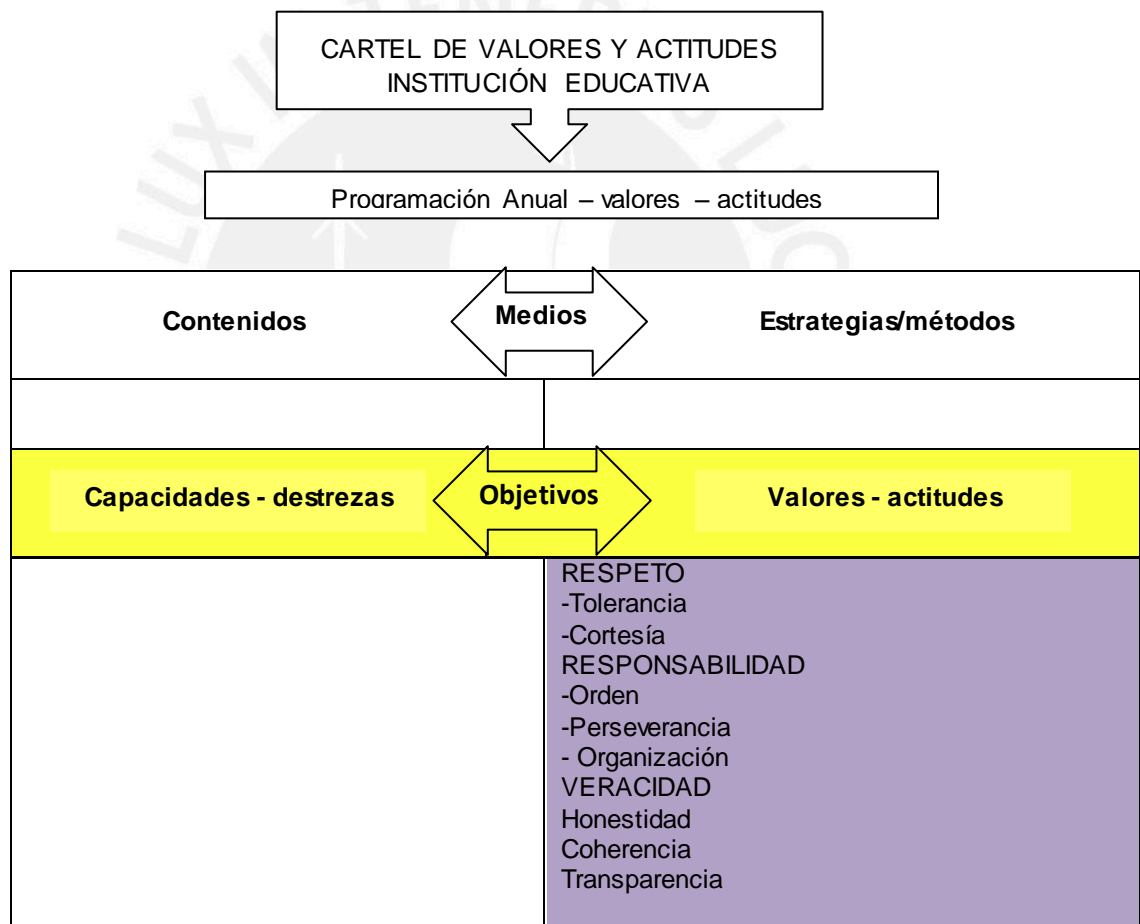 CARTEL DE VALORES Y ACTITUDES
INSTITUCIÓN EDUCATIVA
Programación Anual – valores – actitudes
Contenidos
Medios
Estrategias/métodos
Capacidades - destrezas
Objetivos
Valores - actitudes
RESPETO
-Tolerancia
-Cortesía
RESPONSABILIDAD
-Orden
-Perseverancia
- Organización
VERACIDAD
Honestidad
Coherencia
Transparencia